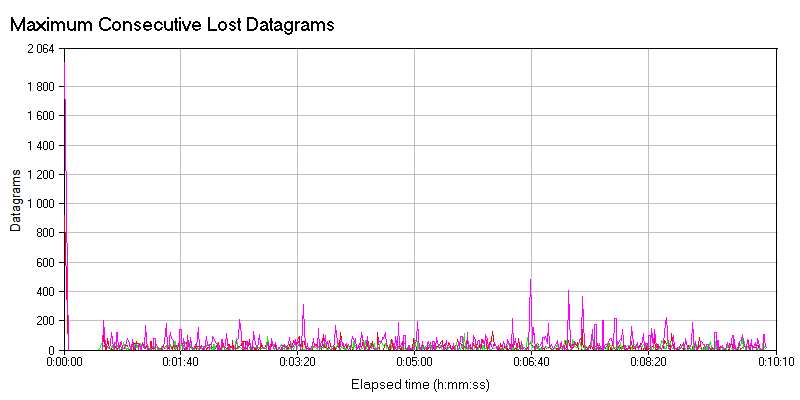 Maximum Consecutive Lost Datagrams
2 064
1 800
1 600
1 400
1 200
1 000
800
600
400
200
0
Datagrams
0:00:00 0:01:40 0:03:20 0:05:00 0:06:40 0:08:20 0:10:10
Elapsed time (h:mm:ss)